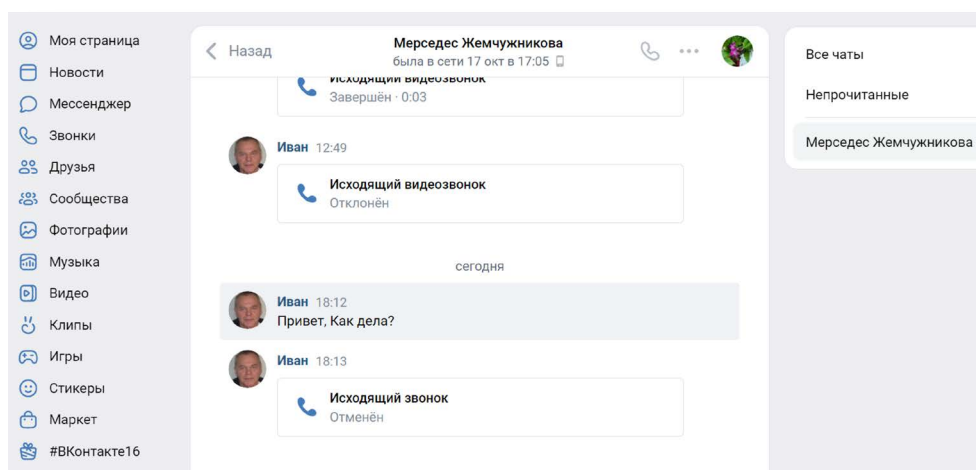 Моя страница
Новости
Мессенджер
Звонки
Друзья
Сообщества
Фотографии
Музыка
Видео
Клипы
Игры
Стикеры
Маркет
#ВКонтакте16
Назад
Мерседес Жемчужникова
была в сети 17 окт в 17:05
Исходящий видеозвонок
Завершён · 0:03
Иван 12:49
Исходящий видеозвонок
Отклонён
сегодня
Иван 18:12
Привет, Как дела?
Иван 18:13
Исходящий звонок
Отменён
Все чаты
Непрочитанные
Мерседес Жемчужникова